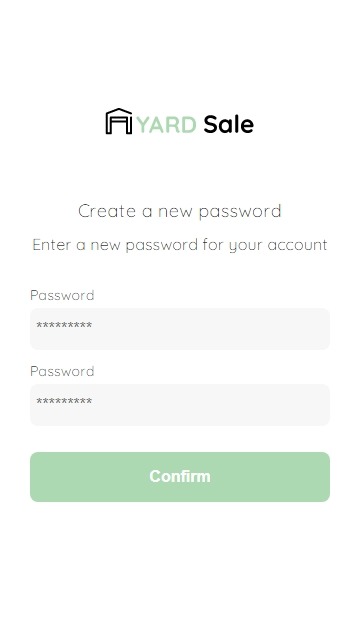 YARD Sale
Create a new password
Enter a new password for your account
Password
*********
Password
*********
Confirm